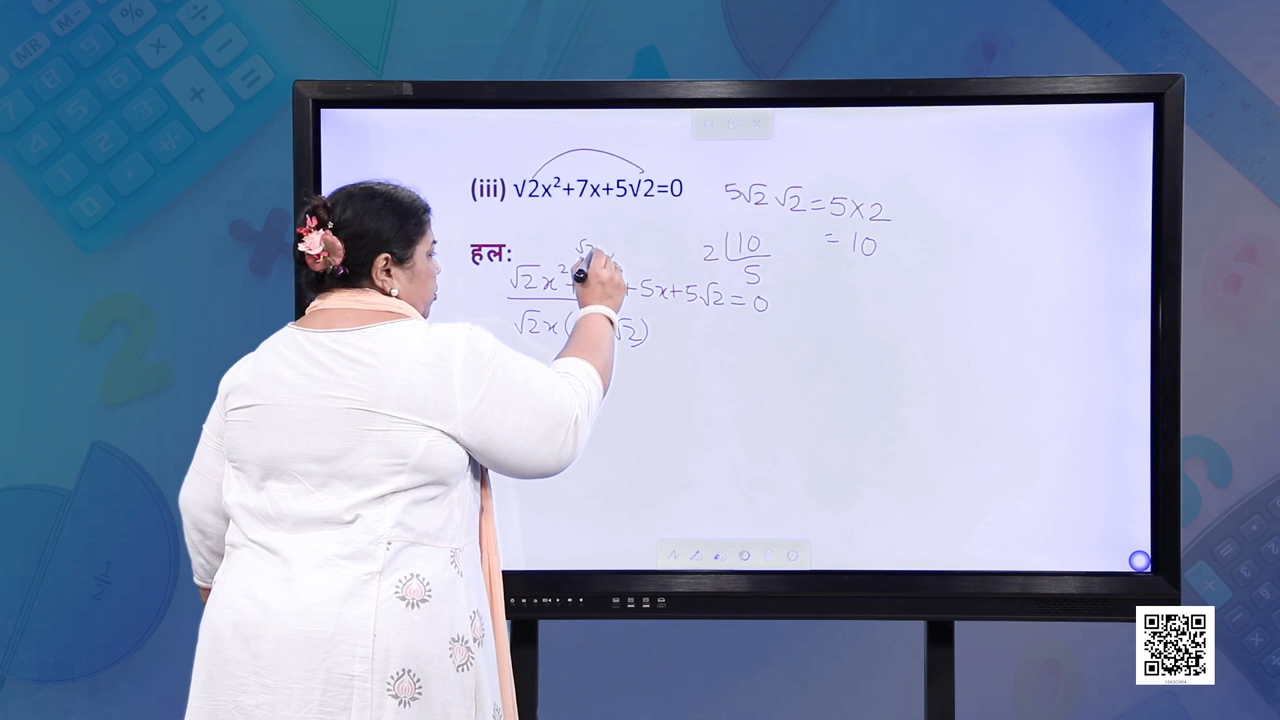 (iii) √2x²+7x+5√2=0
5√2 √2 = 5×2
= 10
2 | 10
5
हल:
√2x² + 5x + 5√2 = 0
√2x ( √2)